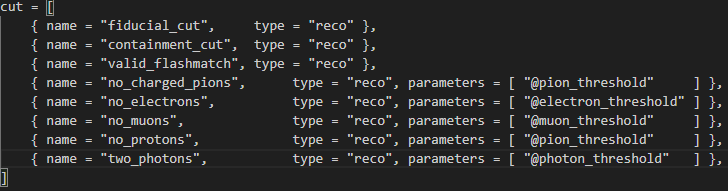 cut = [
    { name = "fiducial_cut",     type = "reco" },
    { name = "containment_cut",  type = "reco" },
    { name = "valid_flashmatch", type = "reco" },
    { name = "no_charged_pions",      type = "reco", parameters = [ "@pion_threshold"     ] },
    { name = "no_electrons",          type = "reco", parameters = [ "@electron_threshold" ] },
    { name = "no_muons",              type = "reco", parameters = [ "@muon_threshold"     ] },
    { name = "no_protons",            type = "reco", parameters = [ "@pion_threshold"     ] },
    { name = "two_photons",           type = "reco", parameters = [ "@photon_threshold"   ] },
]